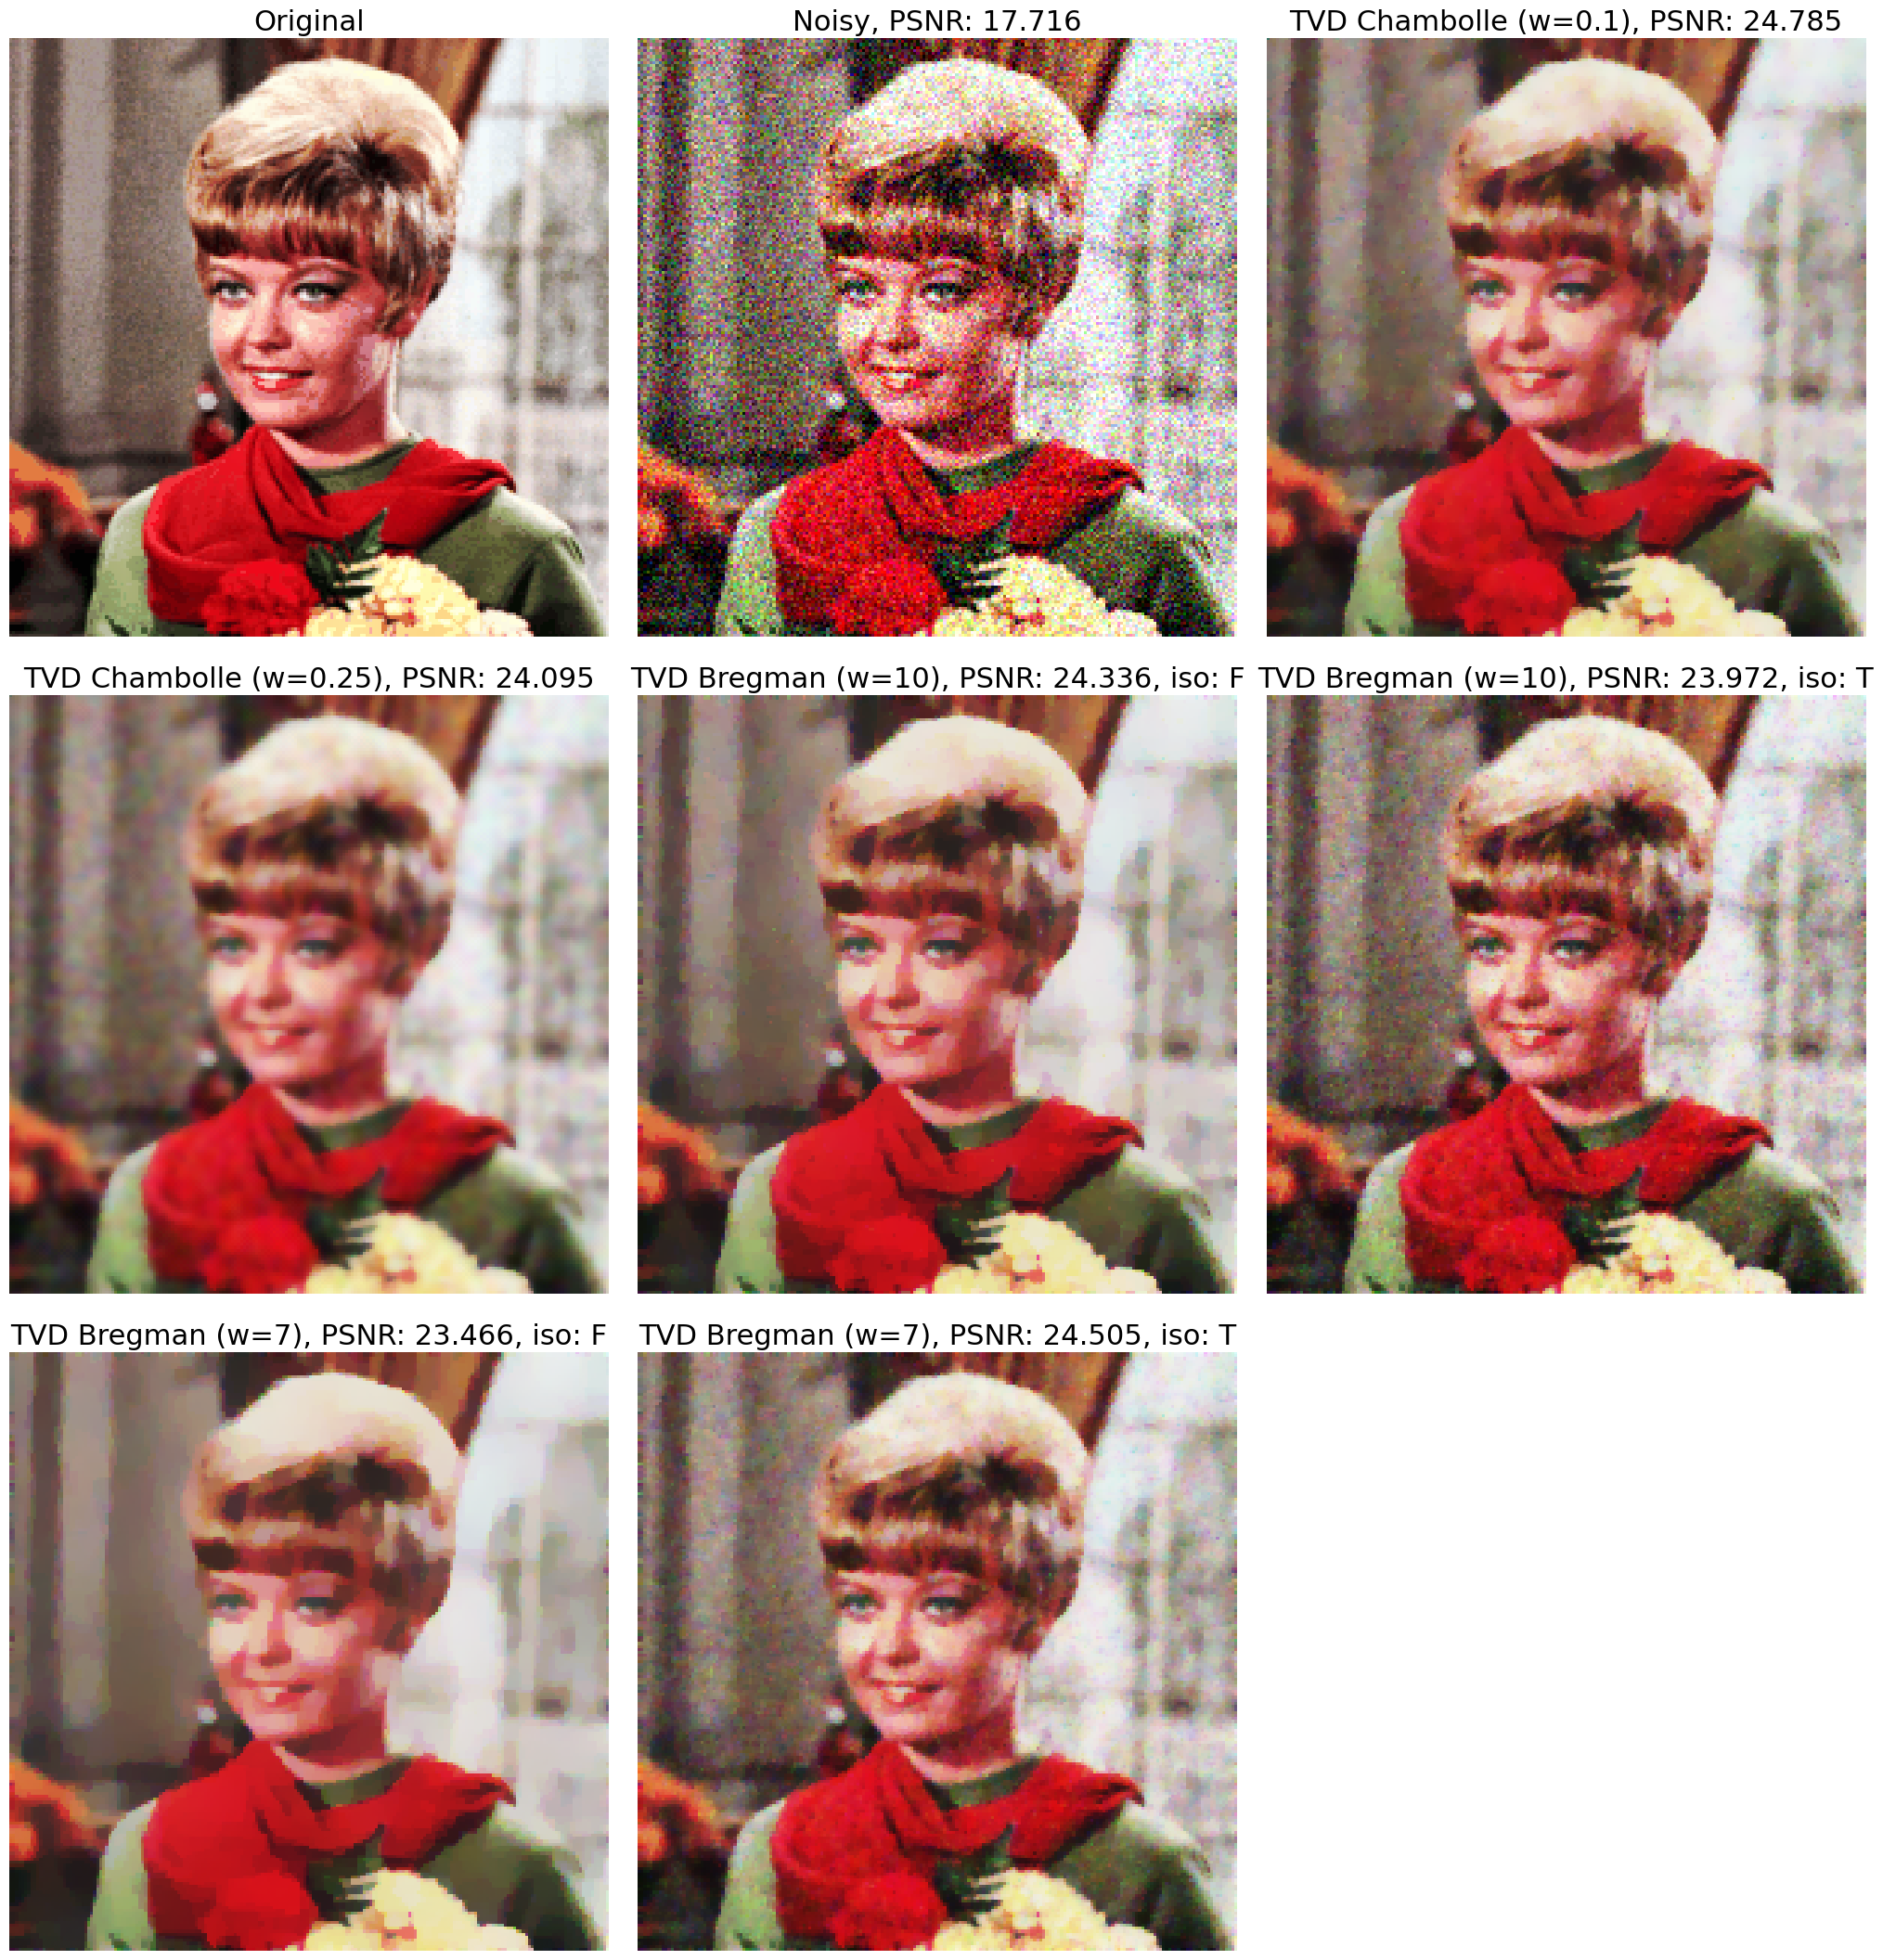 Original
Noisy, PSNR: 17.716
TVD Chambolle (w=0.1), PSNR: 24.785
TVD Chambolle (w=0.25), PSNR: 24.095
TVD Bregman (w=10), PSNR: 24.336, iso: F
TVD Bregman (w=10), PSNR: 23.972, iso: T
TVD Bregman (w=7), PSNR: 23.466, iso: F
TVD Bregman (w=7), PSNR: 24.505, iso: T